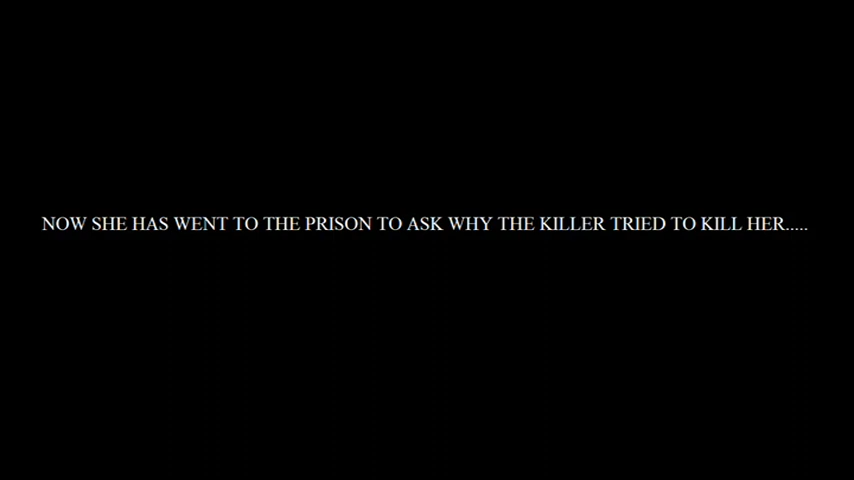 NOW SHE HAS WENT TO THE PRISON TO ASK WHY THE KILLER TRIED TO KILL HER.....